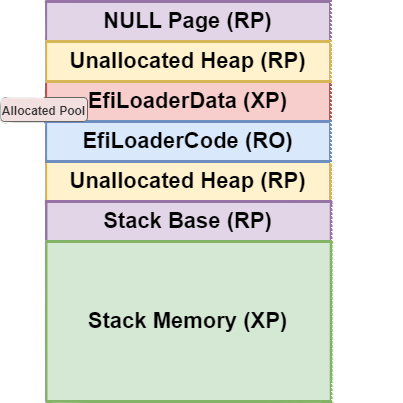 NULL Page (RP)
Unallocated Heap (RP)
Allocated Pool
EfiLoaderData (XP)
EfiLoaderCode (RO)
Unallocated Heap (RP)
Stack Base (RP)
Stack Memory (XP)